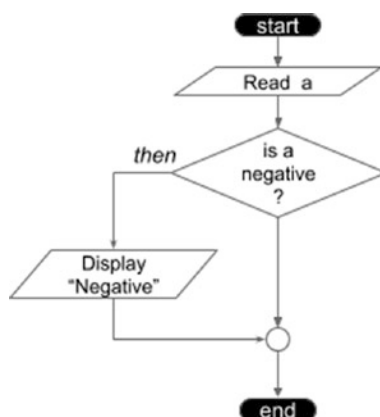 start
Read a
then
is a
negative
?
Display
“Negative”
end